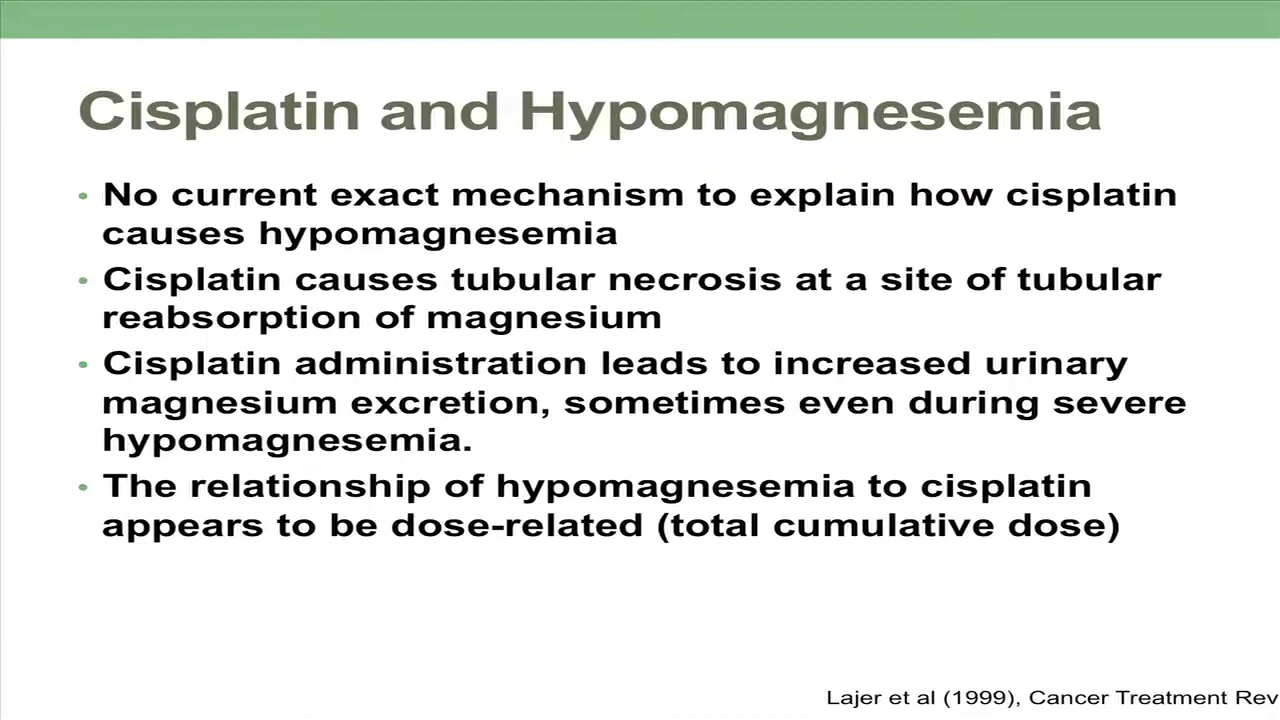 Cisplatin and Hypomagnesemia
• No current exact mechanism to explain how cisplatin
causes hypomagnesemia
• Cisplatin causes tubular necrosis at a site of tubular
reabsorption of magnesium
• Cisplatin administration leads to increased urinary
magnesium excretion, sometimes even during severe
hypomagnesemia.
• The relationship of hypomagnesemia to cisplatin
appears to be dose-related (total cumulative dose)
Lajer et al (1999), Cancer Treatment Rev